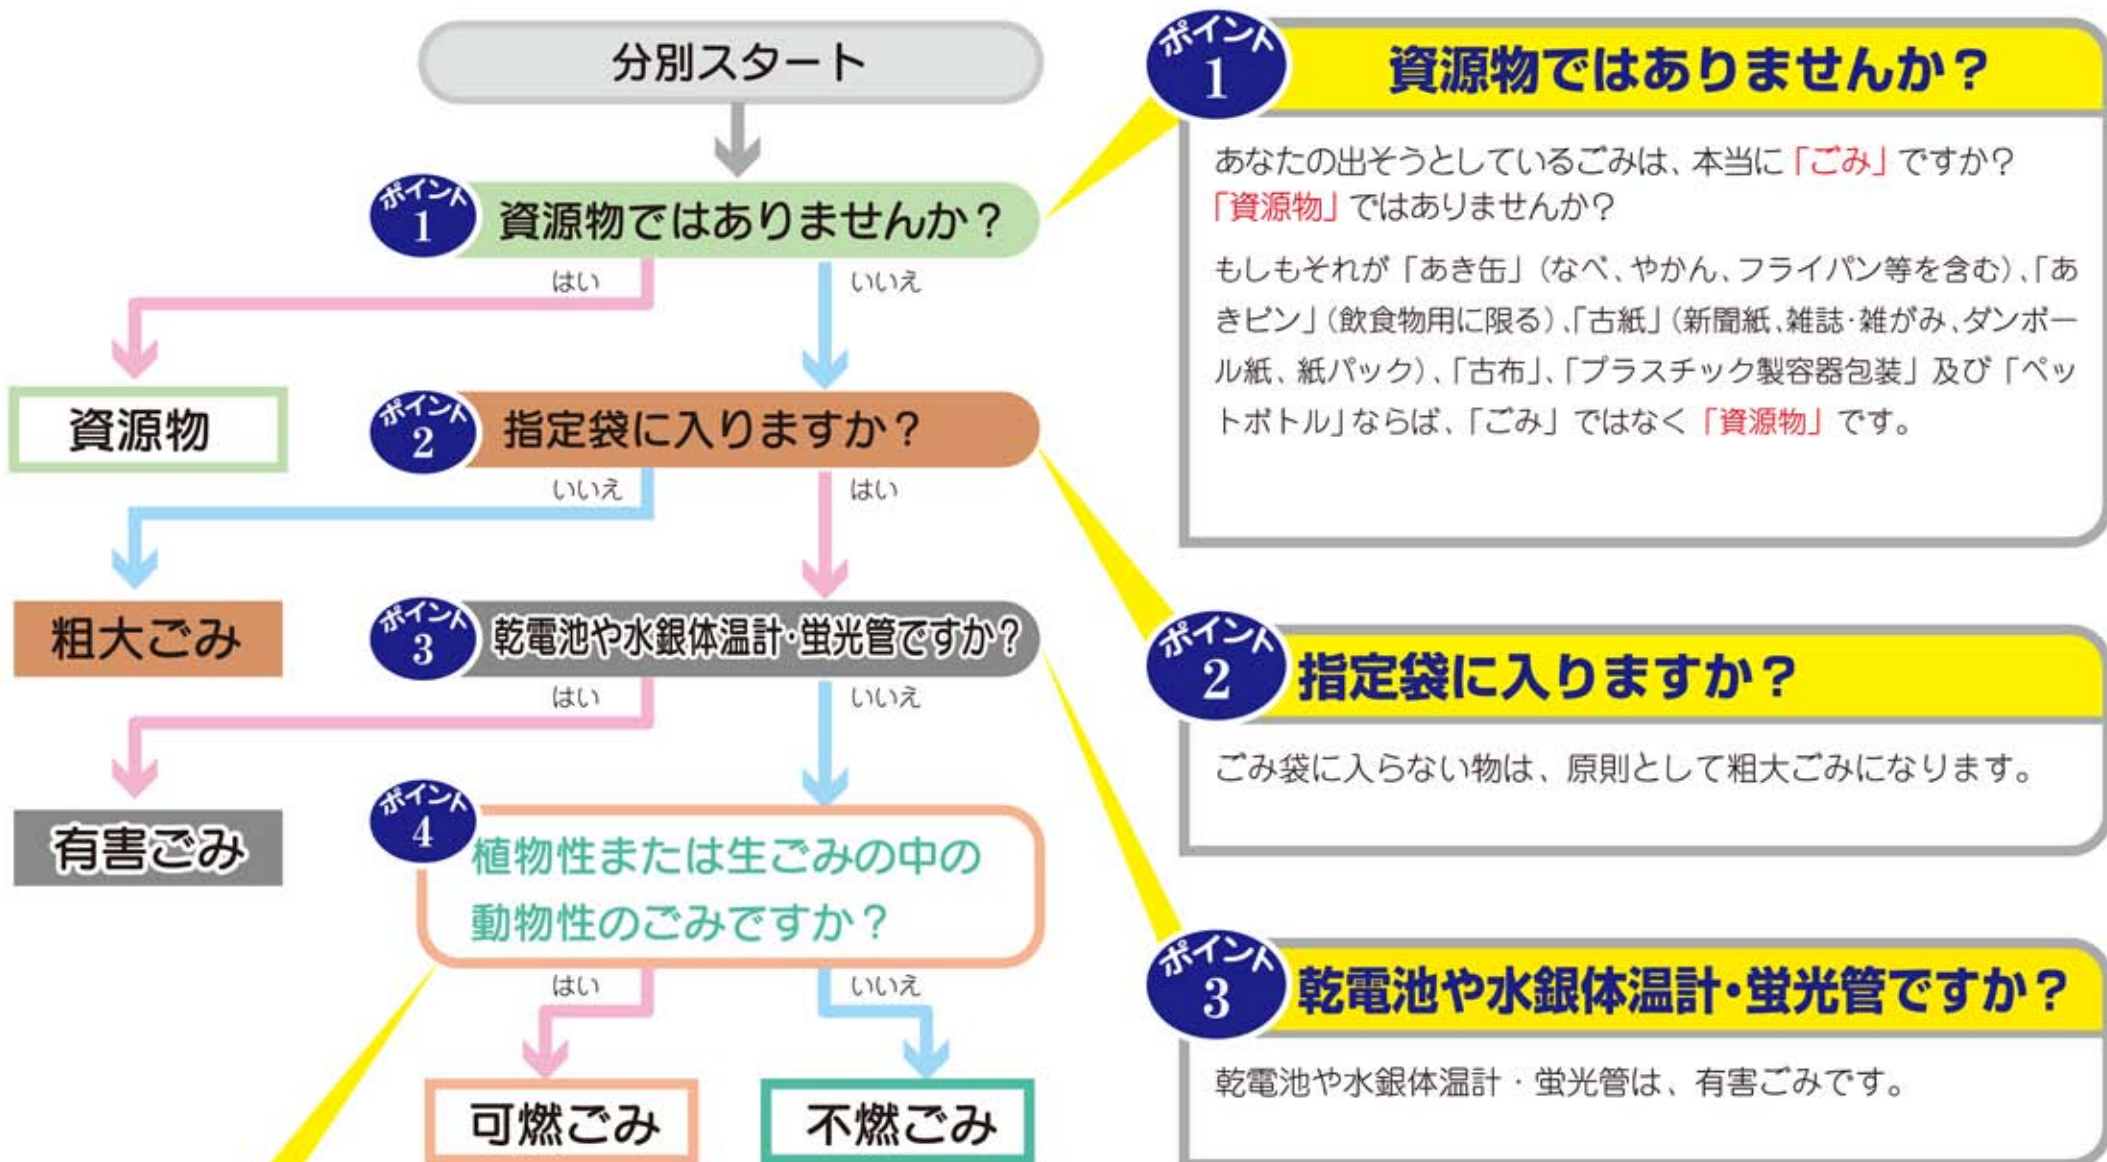 分別スタート
ポイント
1
資源物ではありませんか？
はい
いいえ
資源物
ポイント
2
指定袋に入りますか？
いいえ
はい
粗大ごみ
ポイント
3
乾電池や水銀体温計・蛍光管ですか？
はい
いいえ
有害ごみ
ポイント
4
植物性または生ごみの中の
動物性のごみですか？
はい
いいえ
可燃ごみ
不燃ごみ
ポイント
1
資源物ではありませんか？
あなたの出そうとしているごみは、本当に「ごみ」ですか？
「資源物」ではありませんか？
もしもそれが「あき缶」（なべ、やかん、フライパン等を含む）、「あ
きビン」（飲食物用に限る）、「古紙」（新聞紙、雑誌・雑がみ、ダンボー
ル紙、紙パック）、「古布」、「プラスチック製容器包装」及び「ペッ
トボトル」ならば、「ごみ」ではなく「資源物」です。
ポイント
2
指定袋に入りますか？
ごみ袋に入らない物は、原則として粗大ごみになります。
ポイント
3
乾電池や水銀体温計・蛍光管ですか？
乾電池や水銀体温計・蛍光管は、有害ごみです。